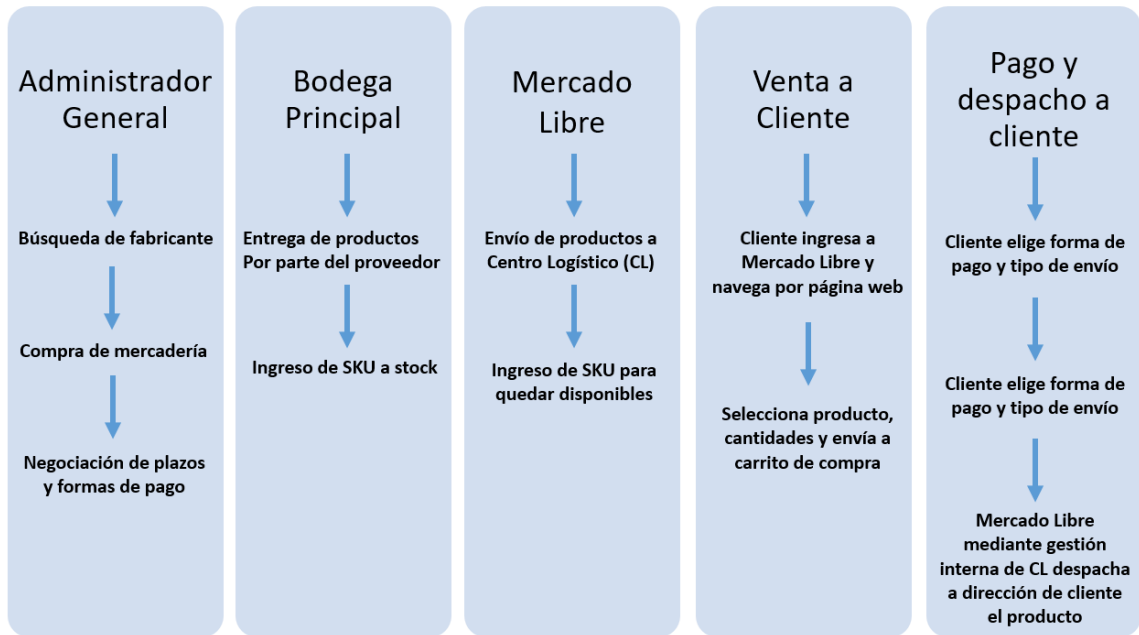 Administrador
General
Búsqueda de fabricante
Compra de mercadería
Negociación de plazos
y formas de pago
Bodega
Principal
Entrega de productos
Por parte del proveedor
Ingreso de SKU a stock
Mercado
Libre
Envío de productos a
Centro Logístico (CL)
Ingreso de SKU para
quedar disponibles
Venta a
Cliente
Cliente ingresa a
Mercado Libre y
navega por página web
Selecciona producto,
cantidades y envía a
carrito de compra
Pago y
despacho a
cliente
Cliente elige forma de
pago y tipo de envío
Cliente elige forma de
pago y tipo de envío
Mercado Libre
mediante gestión
interna de CL despacha
a dirección de cliente
el producto